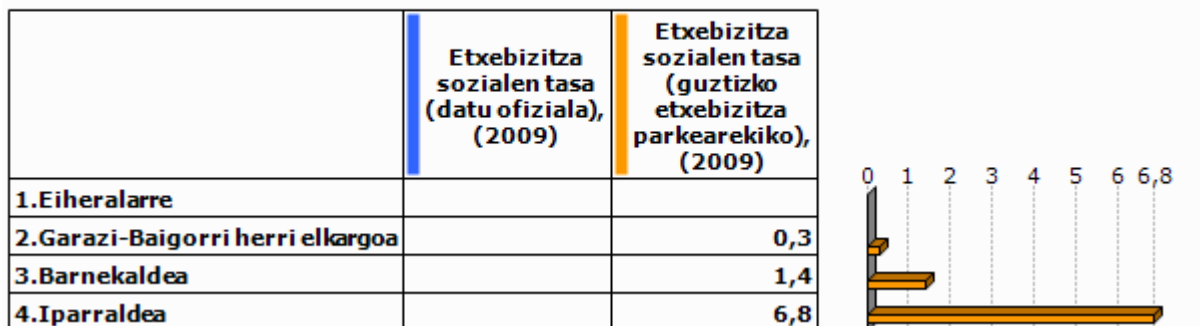 Etxebizitza
sozialen tasa
(datu ofiziala),
(2009)
Etxebizitza
sozialen tasa
(guztizko
etxebizitza
parkearekiko),
(2009)
0 1 2 3 4 5 6 6,8
1.Eiheralarre
2.Garazi-Baigorri herri elkargoa 0,3
3.Barnekaldea 1,4
4.Iparraldea 6,8